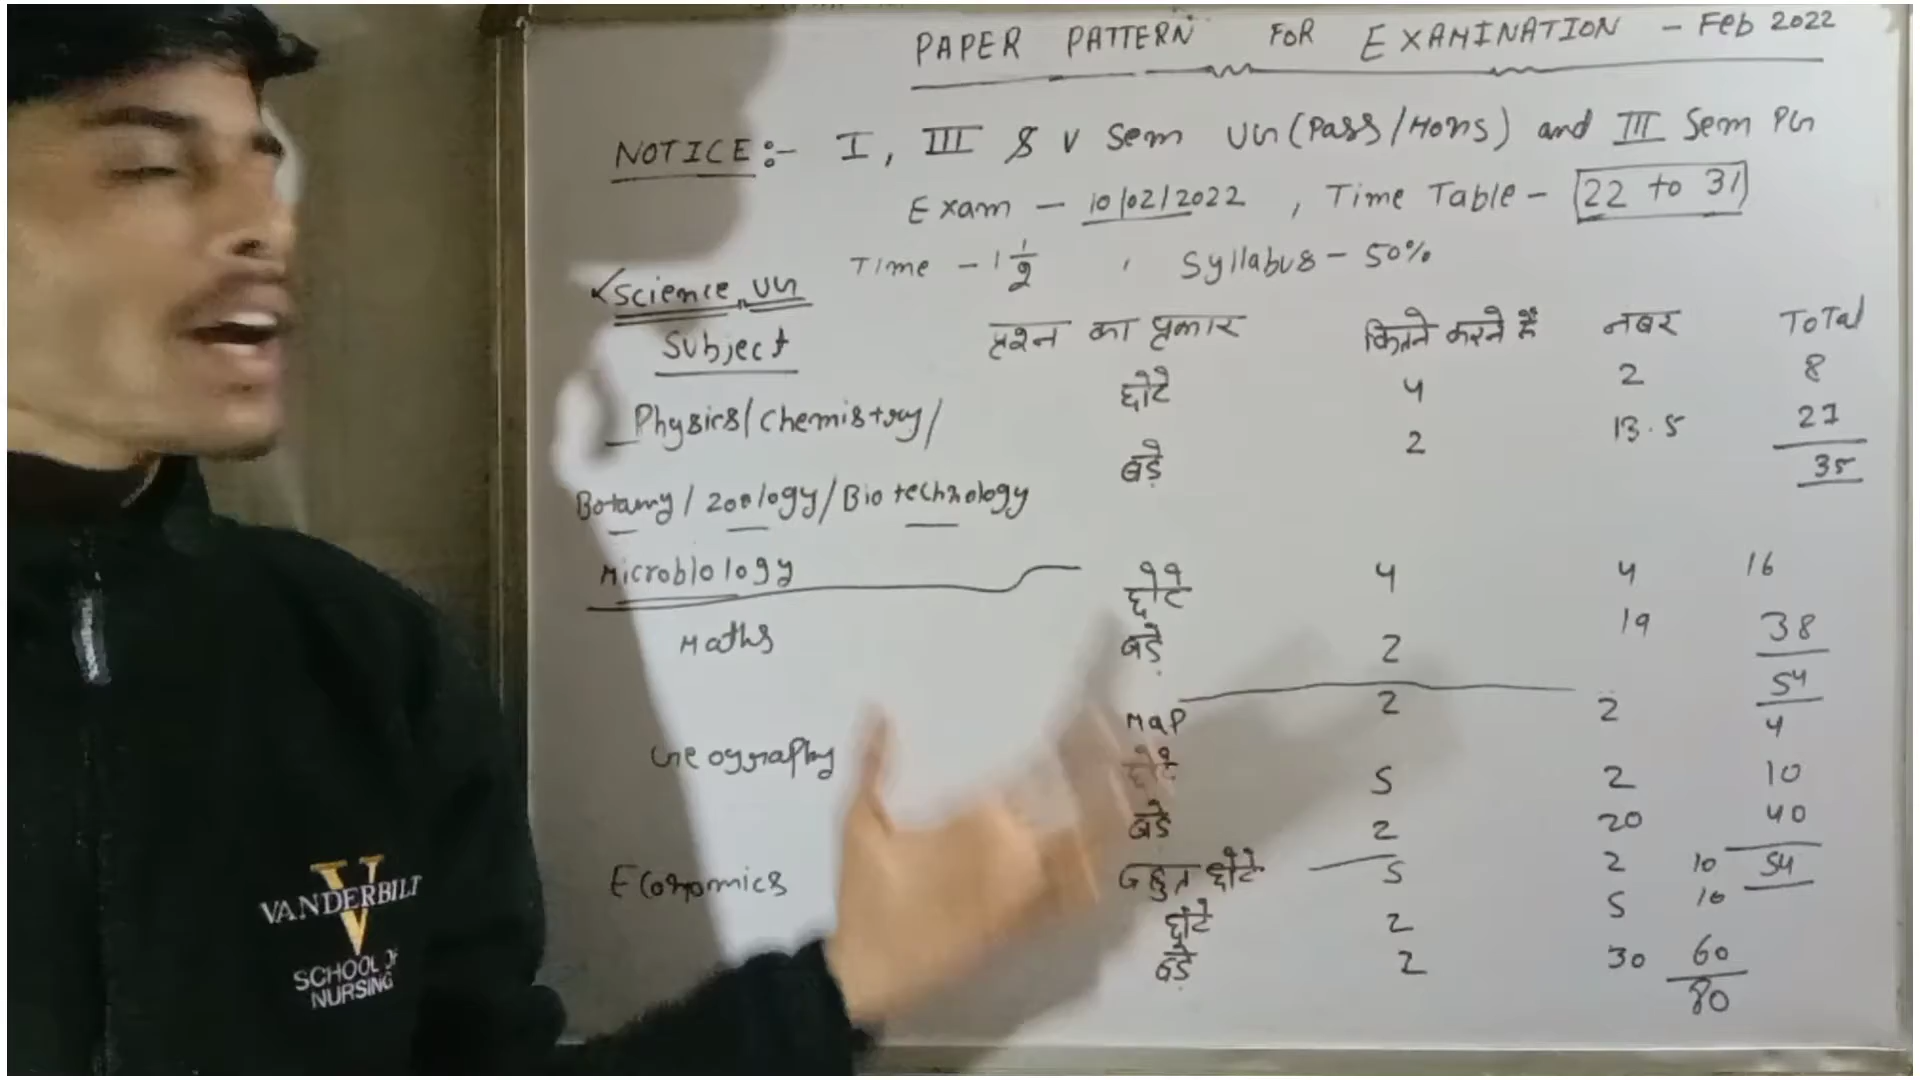 PAPER PATTERN FOR EXAMINATION - Feb 2022
NOTICE:- I, III & V Sem UG (Pass/Hons) and III Sem PG
Exam - 10/02/2022, Time Table - 22 to 31
Time - 1 1/2, Syllabus - 50%
Science UG
Subject प्रश्न का प्रकार कितने करने हैं नबर Total
छोटे 4 2 8
Physics/Chemistry/ बड़े 2 13.5 27
35
Botany/Zoology/Biotechnology
Microbiology छोटे 4 4 16
Maths बड़े 2 19 38
54
Map 2 2 4
Geography छोटे 5 2 10
बड़े 2 20 40
54
Economics बहुत छोटे 5 2 10
छोटे 2 5 10
बड़े 2 30 60
80
VANDERBILT
V
SCHOOL OF
NURSING